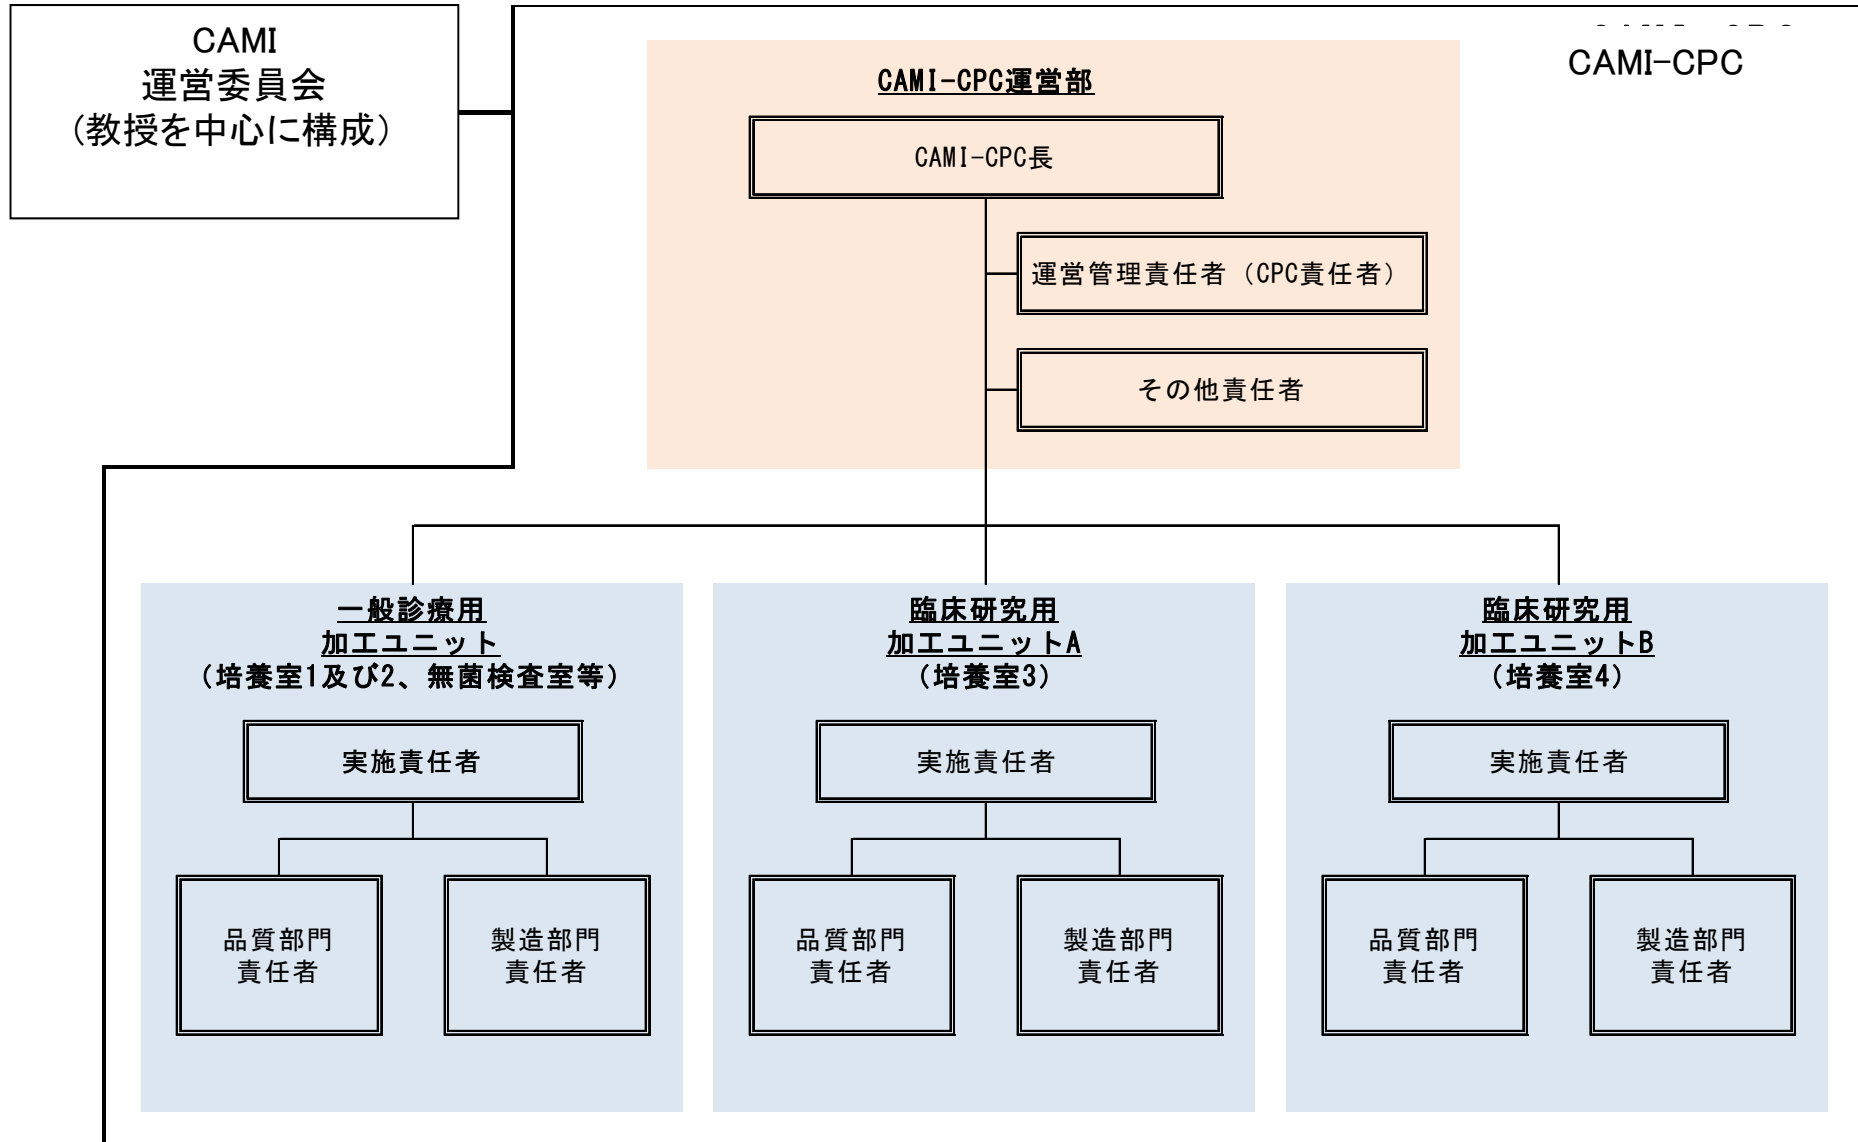 CAMI
運営委員会
(教授を中心に構成)
CAMI-CPC
CAMI-CPC運営部
CAMI-CPC長
運営管理責任者（CPC責任者）
その他責任者
一般診療用
加工ユニット
（培養室1及び2、無菌検査室等）
実施責任者
品質部門
責任者
製造部門
責任者
臨床研究用
加工ユニットA
（培養室3）
実施責任者
品質部門
責任者
製造部門
責任者
臨床研究用
加工ユニットB
（培養室4）
実施責任者
品質部門
責任者
製造部門
責任者